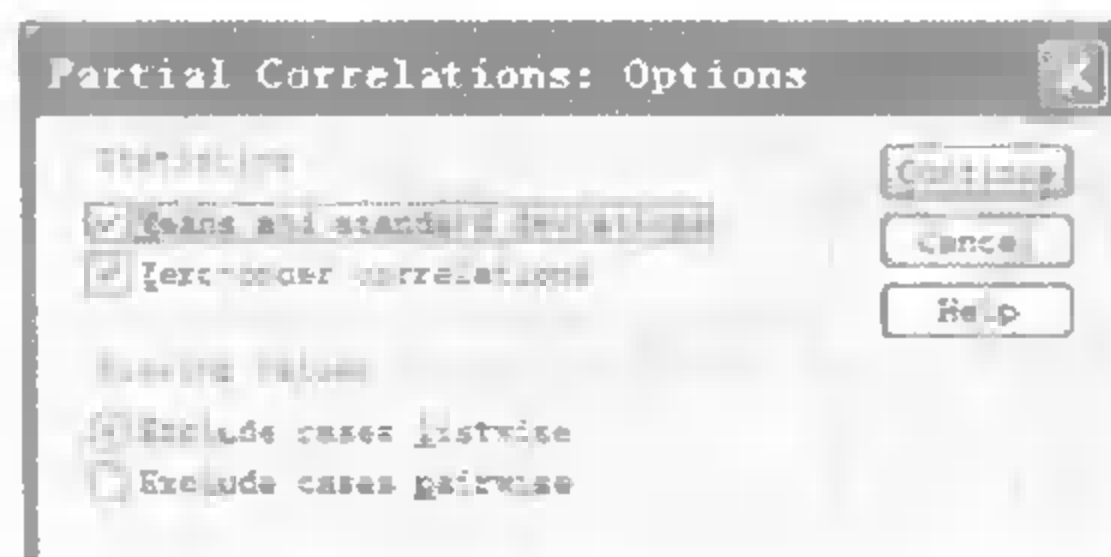 Partial Correlations: Options
Statistics
Means and standard deviations
Zero-order correlations
Missing Values
Exclude cases listwise
Exclude cases pairwise
Continue
Cancel
Help